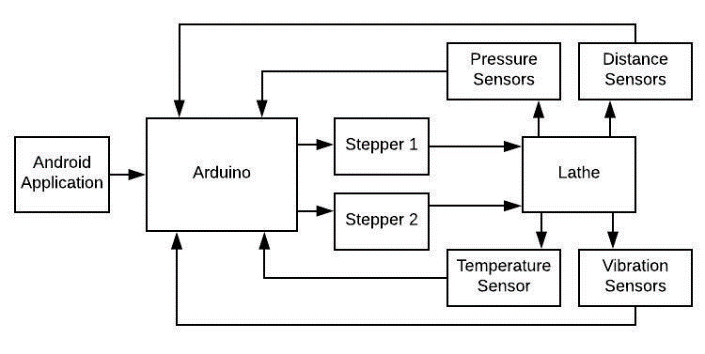 Pressure
Sensors
Distance
Sensors
Android
Application
Arduino
Stepper 1
Lathe
Stepper 2
Temperature
Sensor
Vibration
Sensors